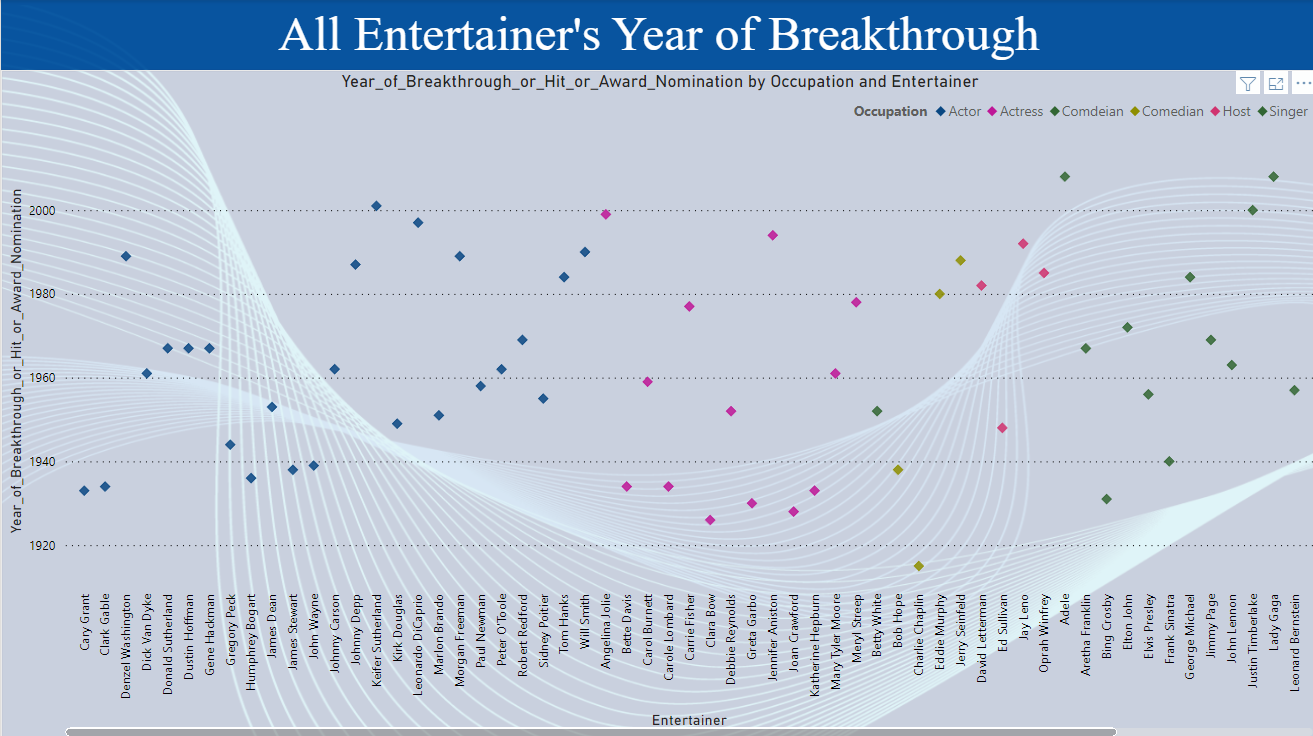 All Entertainer's Year of Breakthrough
Year_of_Breakthrough_or_Hit_or_Award_Nomination by Occupation and Entertainer
Occupation Actor Actress Comdeian Comedian Host Singer
Year_of_Breakthrough_or_Hit_or_Award_Nomination
2000
1980
1960
1940
1920
Cary Grant
Clark Gable
Denzel Washington
Dick Van Dyke
Donald Sutherland
Dustin Hoffman
Gene Hackman
Gregory Peck
Humphrey Bogart
James Dean
James Stewart
John Wayne
Johnny Carson
Johnny Depp
Keifer Sutherland
Kirk Douglas
Leonardo DiCaprio
Marlon Brando
Morgan Freeman
Paul Newman
Peter O'Toole
Robert Redford
Sidney Poitier
Tom Hanks
Will Smith
Angelina Jolie
Bette Davis
Carol Burnett
Carole Lombard
Carrie Fisher
Clara Bow
Debbie Reynolds
Greta Garbo
Jennifer Aniston
Joan Crawford
Katherine Hepburn
Mary Tyler Moore
Meryl Streep
Betty White
Bob Hope
Charlie Chaplin
Eddie Murphy
Jerry Seinfeld
David Letterman
Ed Sullivan
Jay Leno
Oprah Winfrey
Adele
Aretha Franklin
Bing Crosby
Elton John
Elvis Presley
Frank Sinatra
George Michael
Jimmy Page
John Lennon
Justin Timberlake
Lady Gaga
Leonard Bernstein
Entertainer